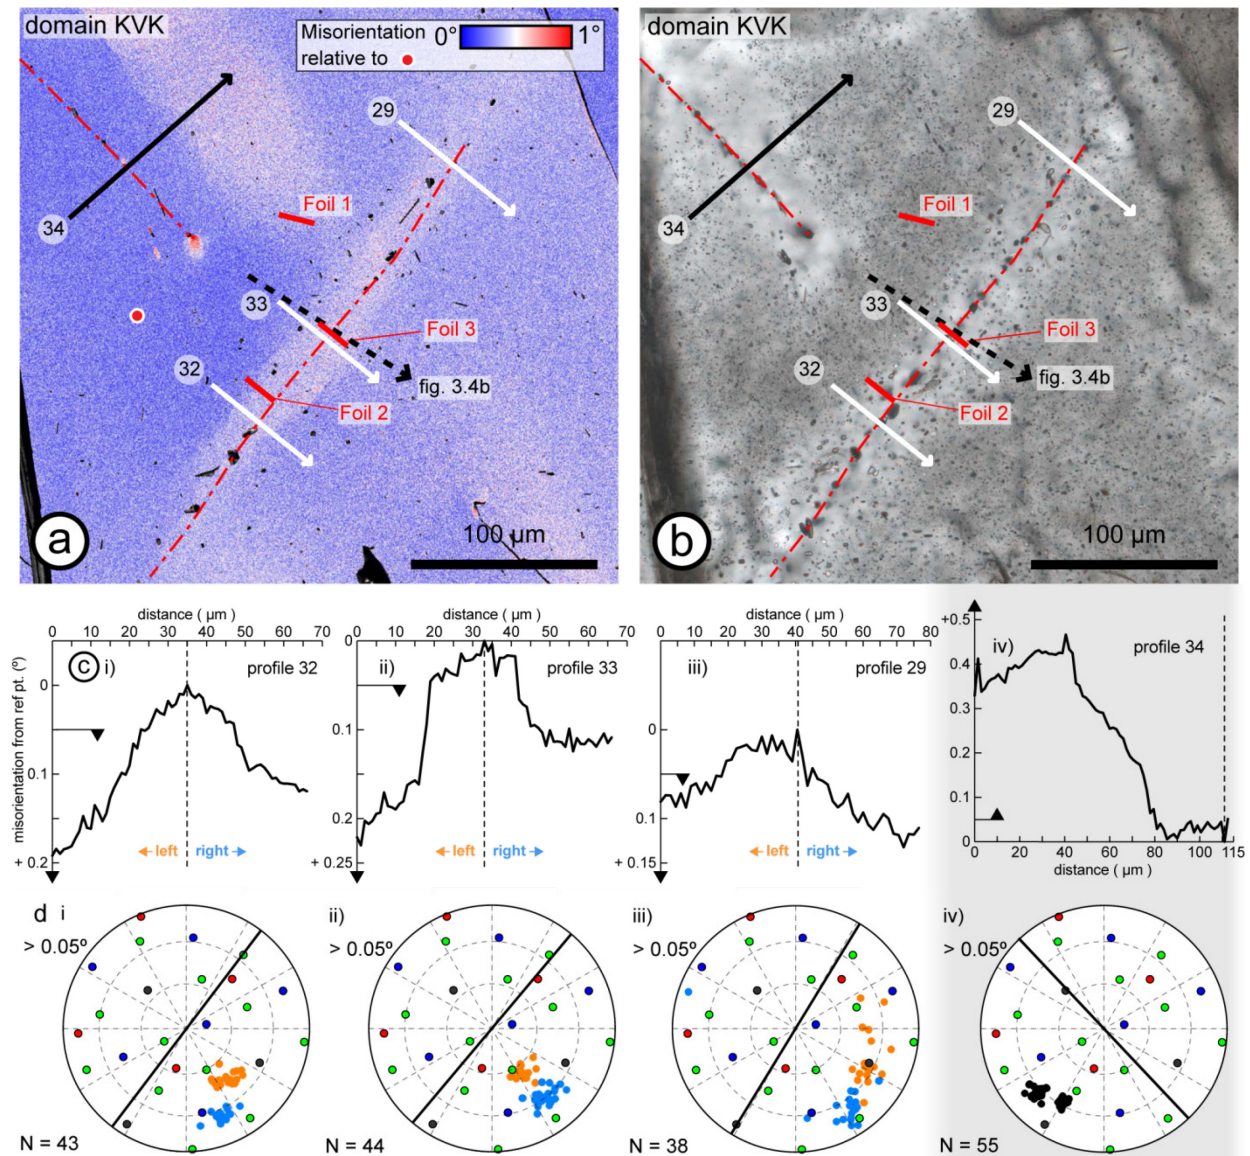 domain KVK
Misorientation
relative to
0°
1°
29
34
Foil 1
33
Foil 3
32
fig. 3.4b
Foil 2
100 µm
a
domain KVK
29
34
Foil 1
33
Foil 3
32
fig. 3.4b
Foil 2
100 µm
b
distance ( µm)
0 10 20 30 40 50 60 70
c i) profile 32
misorientation from ref pt. (º)
0
0.1
+ 0.2
left right
distance ( µm)
0 10 20 30 40 50 60 70
ii) profile 33
0
0.1
0.2
+ 0.25
left right
distance ( µm)
0 10 20 30 40 50 60 70 80
iii) profile 29
0
0.1
+ 0.15
left right
iv) profile 34
+0.5
0.4
0.3
0.2
0.1
0
0 20 40 60 80 100 115
distance ( µm)
d i
> 0.05º
N = 43
ii)
> 0.05º
N = 44
iii)
> 0.05º
N = 38
iv)
> 0.05º
N = 55